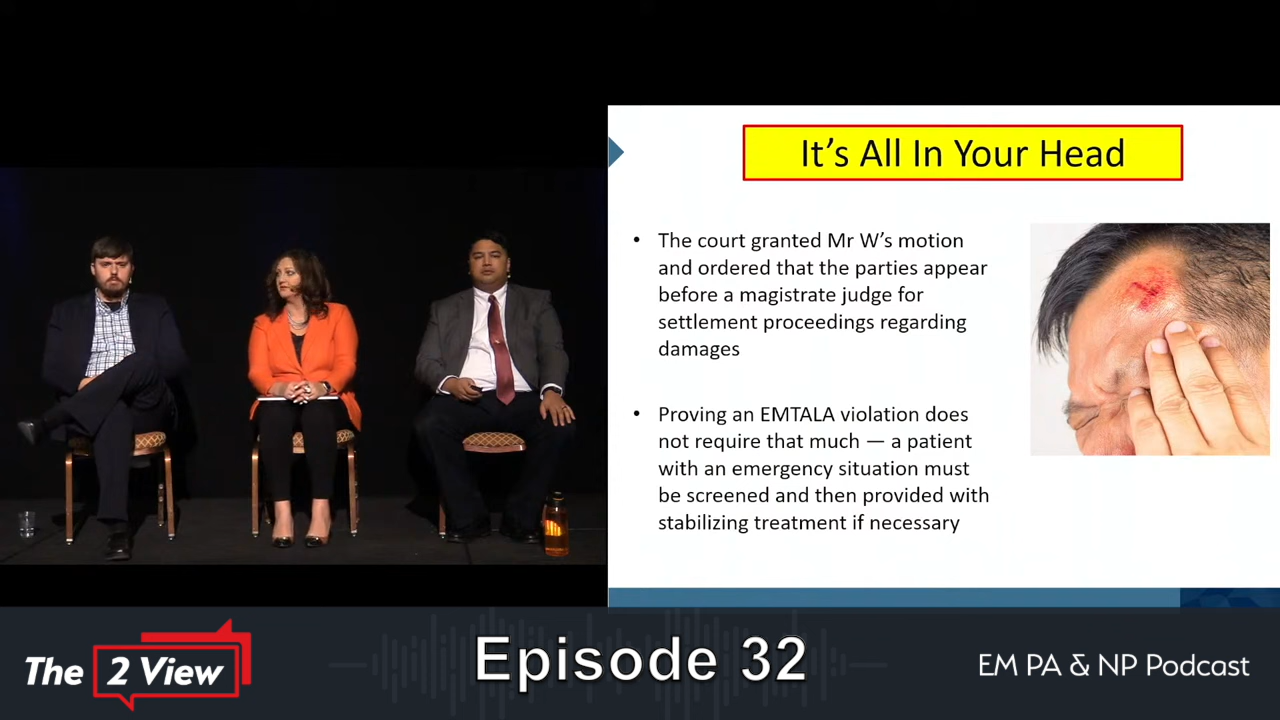 It's All In Your Head
• The court granted Mr W's motion
and ordered that the parties appear
before a magistrate judge for
settlement proceedings regarding
damages
• Proving an EMTALA violation does
not require that much — a patient
with an emergency situation must
be screened and then provided with
stabilizing treatment if necessary
The 2 View
Episode 32
EM PA & NP Podcast